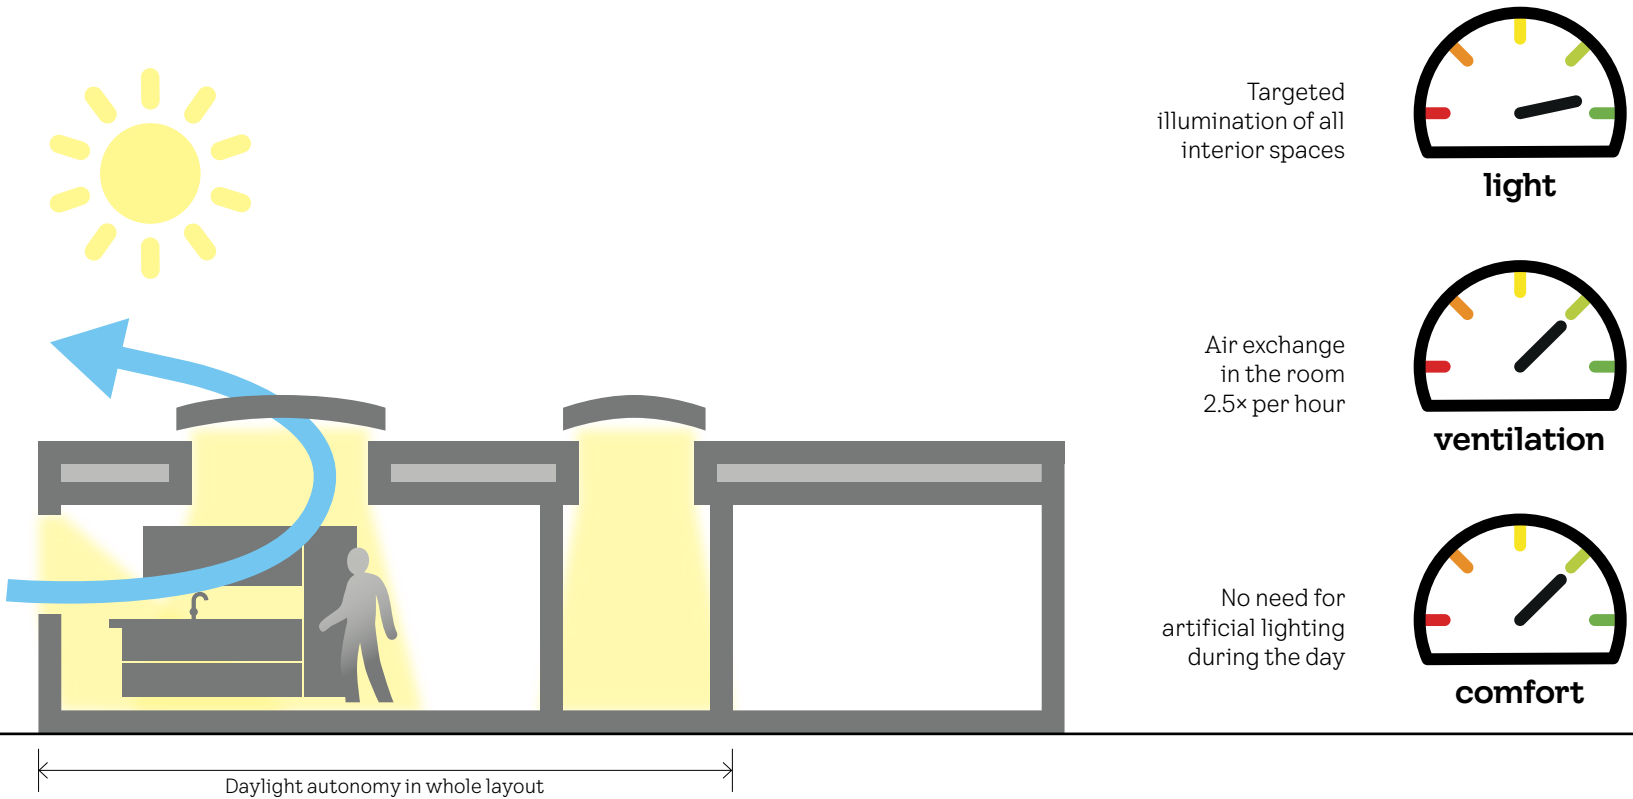 Targeted
illumination of all
interior spaces
light
Air exchange
in the room
2.5× per hour
ventilation
No need for
artificial lighting
during the day
comfort
Daylight autonomy in whole layout